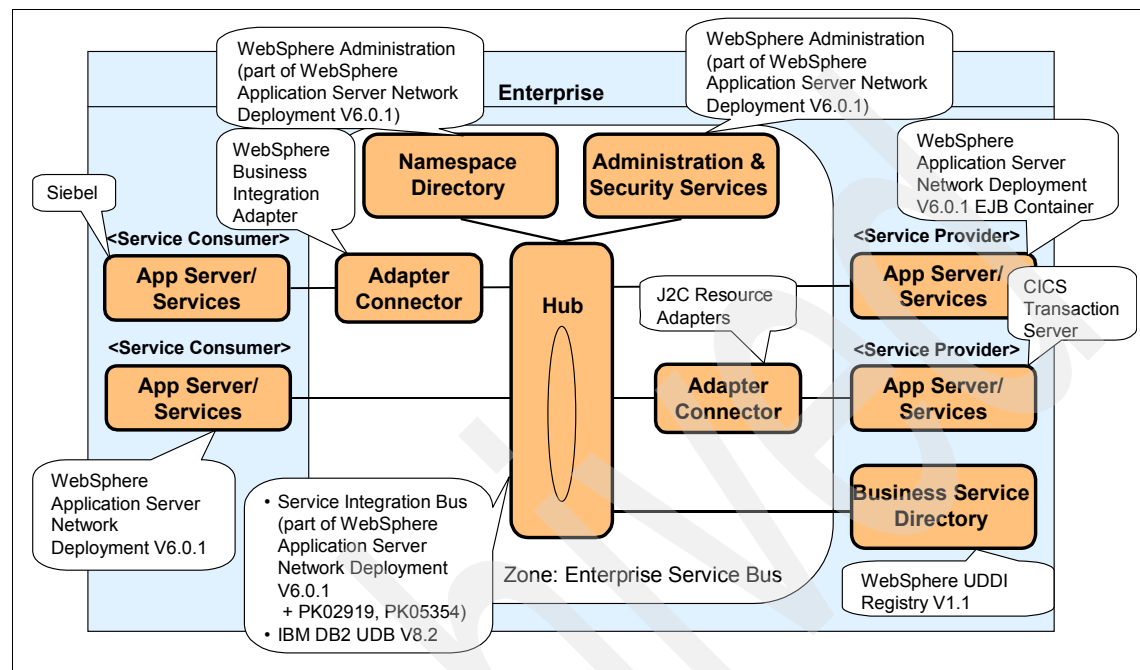 WebSphere Administration
(part of WebSphere
Application Server Network
Deployment V6.0.1)
WebSphere Administration
(part of WebSphere
Application Server Network
Deployment V6.0.1)
Enterprise
WebSphere
Business
Integration
Adapter
Namespace
Directory
Administration &
Security Services
WebSphere
Application Server
Network Deployment
V6.0.1 EJB Container
Siebel
<Service Consumer>
App Server/
Services
Adapter
Connector
Hub
J2C Resource
Adapters
<Service Provider>
App Server/
Services
CICS
Transaction
Server
<Service Consumer>
App Server/
Services
Adapter
Connector
<Service Provider>
App Server/
Services
WebSphere
Application Server
Network
Deployment V6.0.1
• Service Integration Bus
(part of WebSphere
Application Server
Network Deployment
V6.0.1
+ PK02919, PK05354)
• IBM DB2 UDB V8.2
Business Service
Directory
Zone: Enterprise Service Bus
WebSphere UDDI
Registry V1.1